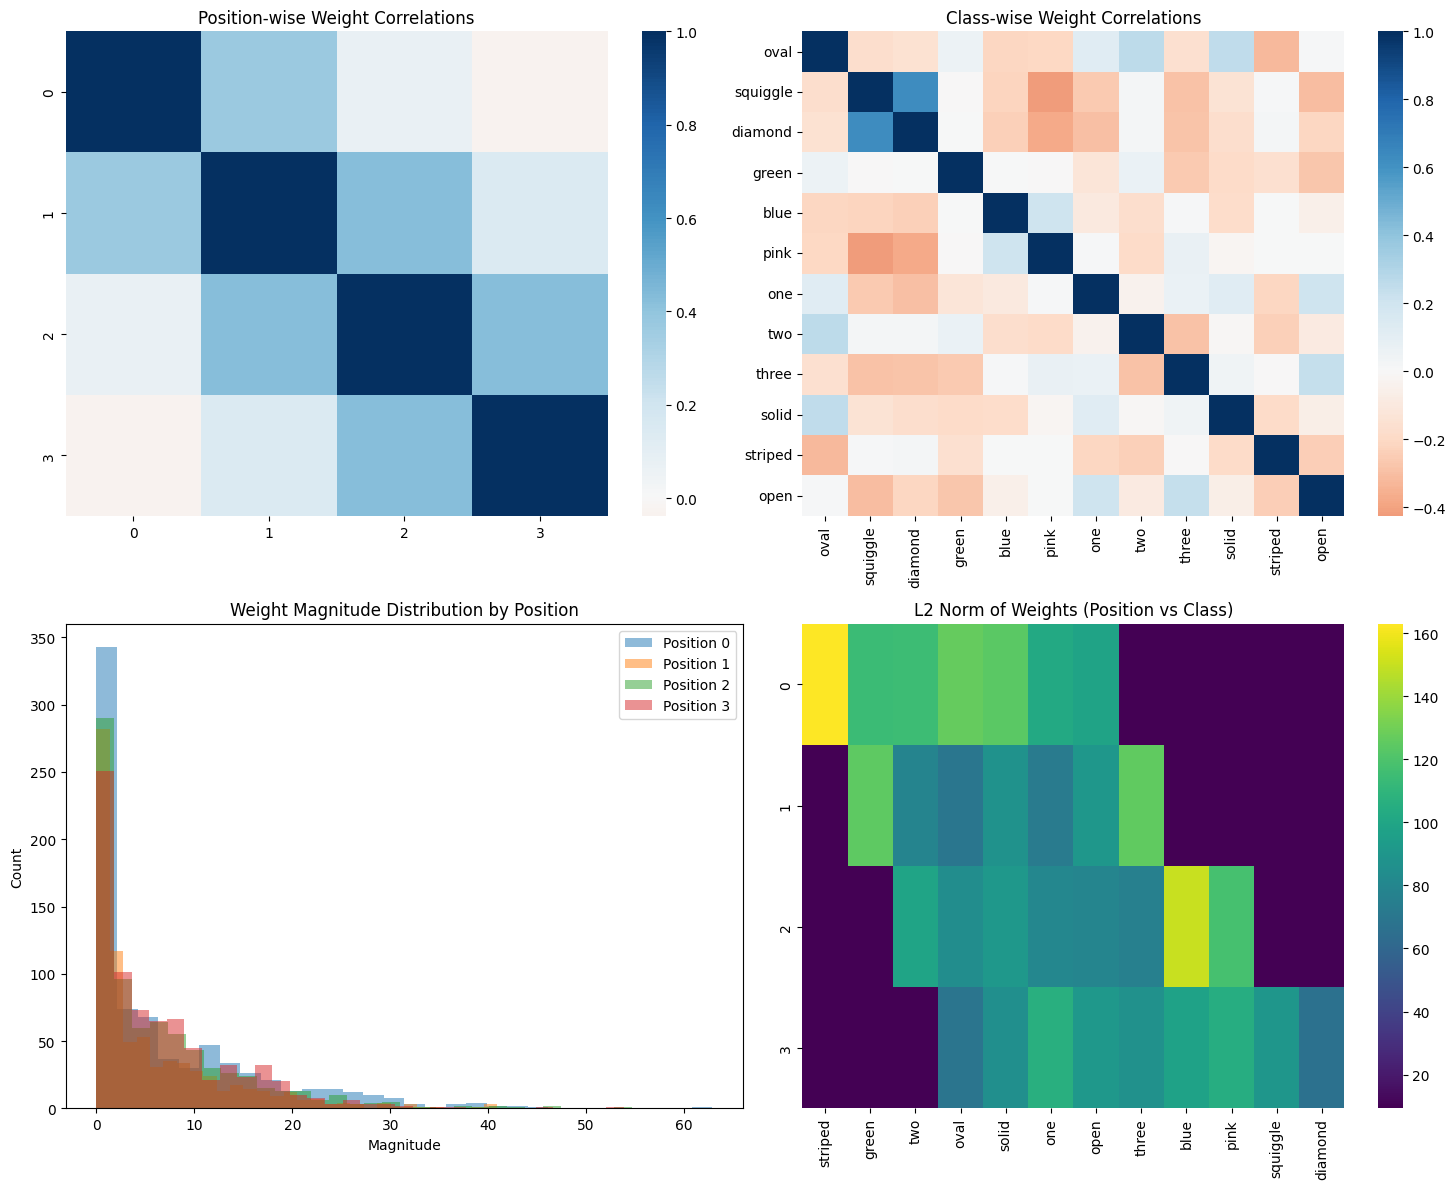 Position-wise Weight Correlations
0
1
2
3
0 1 2 3
1.0
0.8
0.6
0.4
0.2
0.0
Class-wise Weight Correlations
oval
squiggle
diamond
green
blue
pink
one
two
three
solid
striped
open
oval squiggle diamond green blue pink one two three solid striped open
1.0
0.8
0.6
0.4
0.2
0.0
−0.2
−0.4
Weight Magnitude Distribution by Position
Count
350
300
250
200
150
100
50
0
0 10 20 30 40 50 60
Magnitude
Position 0
Position 1
Position 2
Position 3
L2 Norm of Weights (Position vs Class)
0
1
2
3
striped green two oval solid one open three blue pink squiggle diamond
160
140
120
100
80
60
40
20